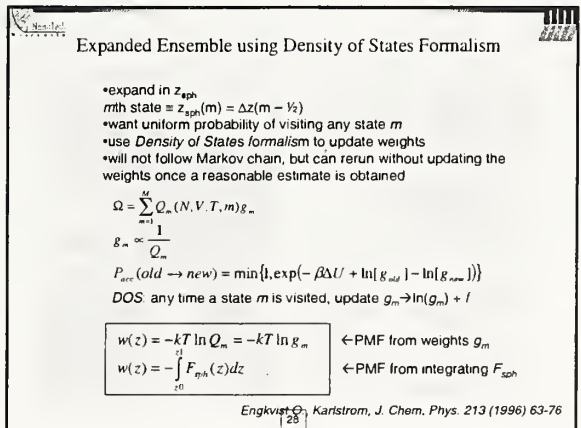 Expanded Ensemble using Density of States Formalism
•expand in z_sph
mth state ≡ z_sph(m) = Δz(m − ½)
•want uniform probability of visiting any state m
•use Density of States formalism to update weights
•will not follow Markov chain, but can rerun without updating the
weights once a reasonable estimate is obtained
Ω = ∑_{m=1}^{M} Q_m(N,V,T,m)g_m
g_m ∝ 1/Q_m
P_acc(old → new) = min{1,exp(− βΔU + ln[g_old] − ln[g_new])}
DOS: any time a state m is visited, update g_m→ln(g_m) + f
w(z) = −kT ln Q_m = −kT ln g_m ←PMF from weights g_m
w(z) = −∫_{z0}^{z1} F_sph(z)dz ←PMF from integrating F_sph
Engkvist O, Karlstrom, J. Chem, Phys. 213 (1996) 63-76
28